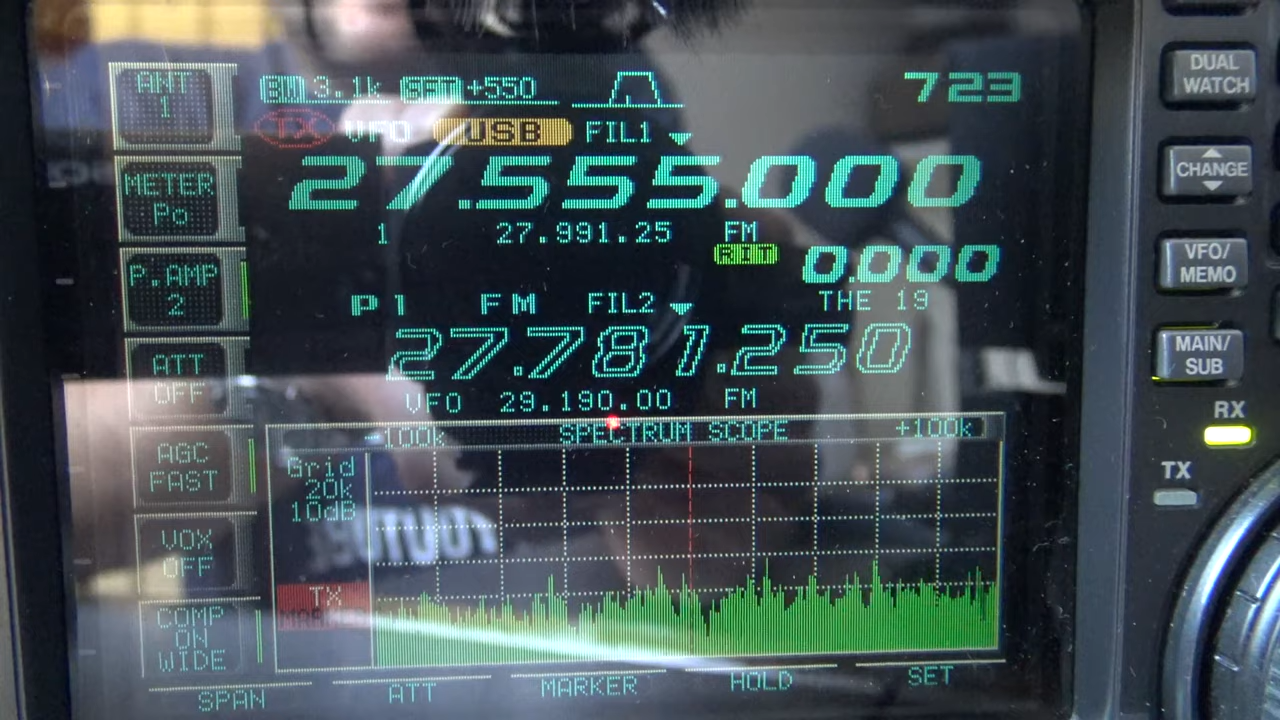 ANT 1
BW 3.1k SFT +550
723
TX VFO USB FIL1
27.555.000
METER Po
1 27.991.25 FM
RIT 0.000
P.AMP 2
P1 FM FIL2 THE 19
27.781.250
ATT OFF
VFO 29.190.00 FM
-100k SPECTRUM SCOPE +100k
AGC FAST
Grid
20k
10dB
VOX OFF
TX
COMP ON WIDE
SPAN ATT MARKER HOLD SET
DUAL WATCH
CHANGE
VFO/ MEMO
MAIN/ SUB
RX
TX